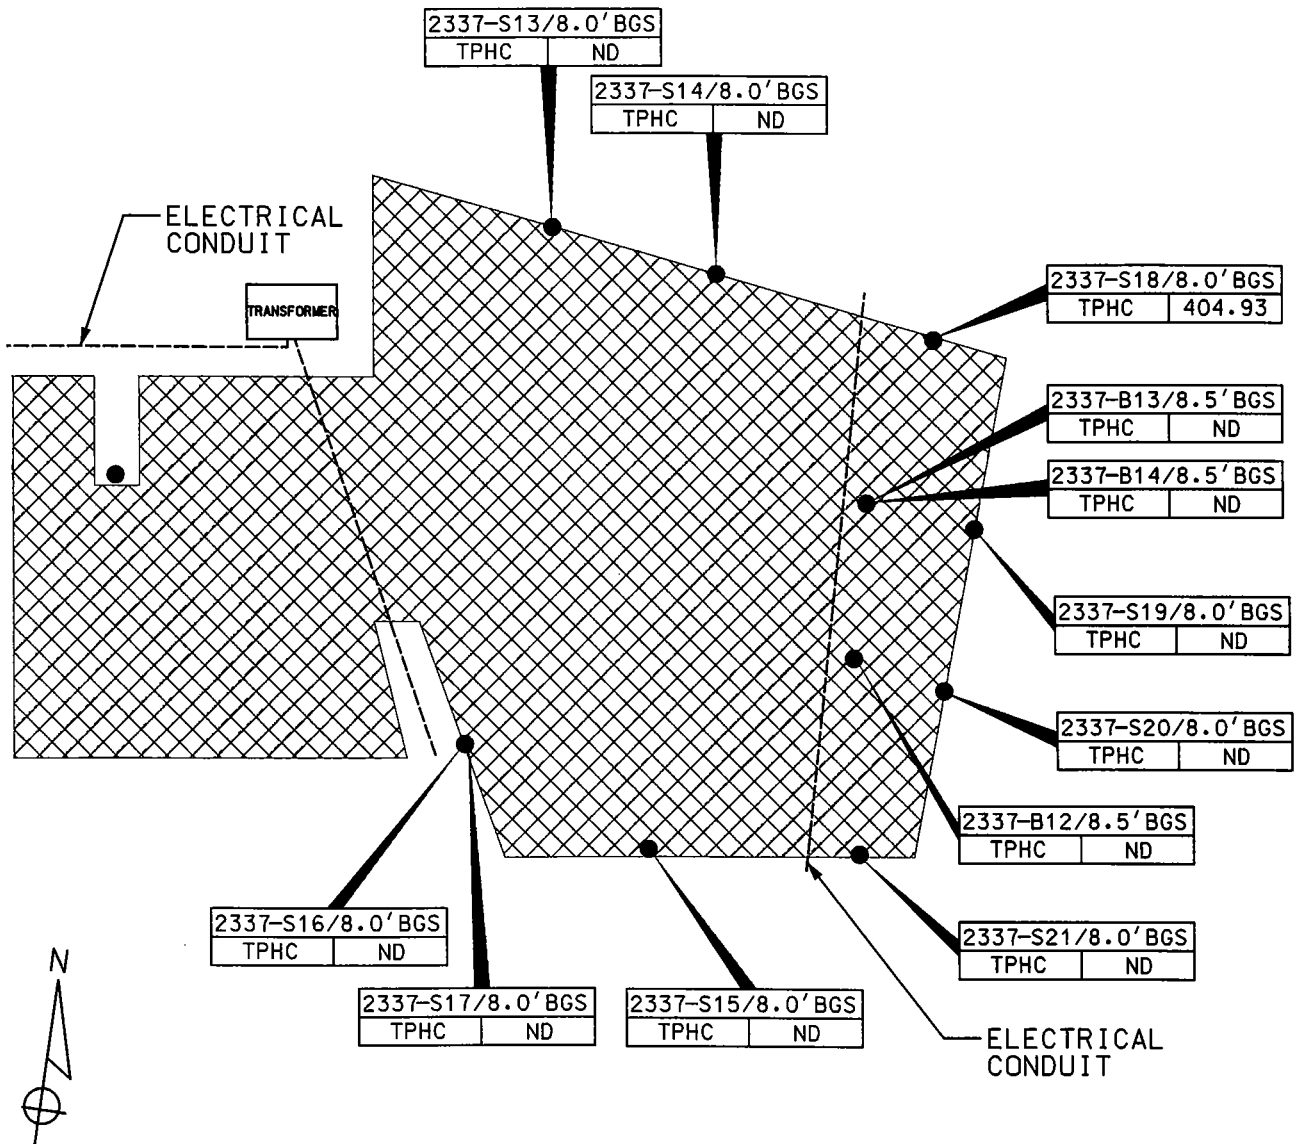 2337-S13/8.0'BGS
TPHC ND
2337-S14/8.0'BGS
TPHC ND
ELECTRICAL
CONDUIT
TRANSFORMER
2337-S18/8.0'BGS
TPHC 404.93
2337-B13/8.5'BGS
TPHC ND
2337-B14/8.5'BGS
TPHC ND
2337-S19/8.0'BGS
TPHC ND
2337-S20/8.0'BGS
TPHC ND
2337-B12/8.5'BGS
TPHC ND
2337-S16/8.0'BGS
TPHC ND
2337-S21/8.0'BGS
TPHC ND
2337-S17/8.0'BGS
TPHC ND
2337-S15/8.0'BGS
TPHC ND
ELECTRICAL
CONDUIT
N